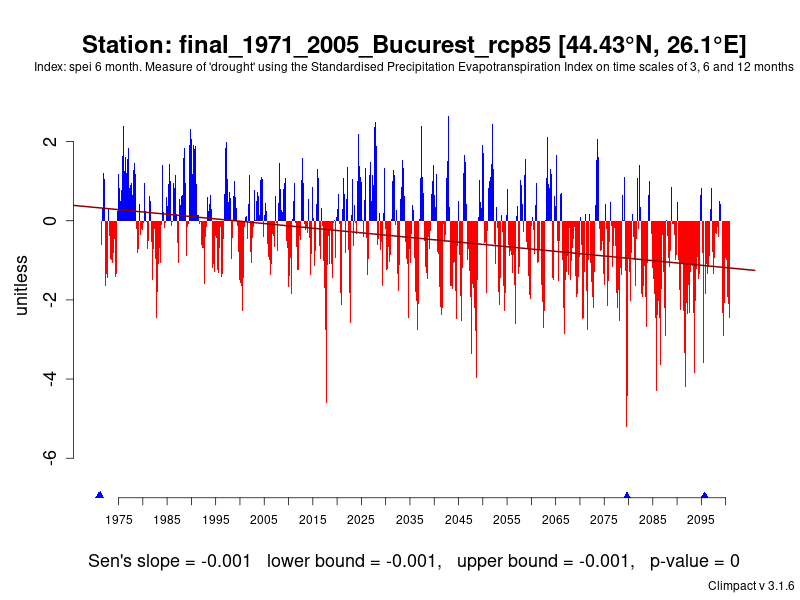 Station: final_1971_2005_Bucurest_rcp85 [44.43°N, 26.1°E]
Index: spei 6 month. Measure of 'drought' using the Standardised Precipitation Evapotranspiration Index on time scales of 3, 6 and 12 months
2
0
-2
-4
-6
unitless
1975 1985 1995 2005 2015 2025 2035 2045 2055 2065 2075 2085 2095
Sen's slope = -0.001 lower bound = -0.001, upper bound = -0.001, p-value = 0
Climpact v 3.1.6